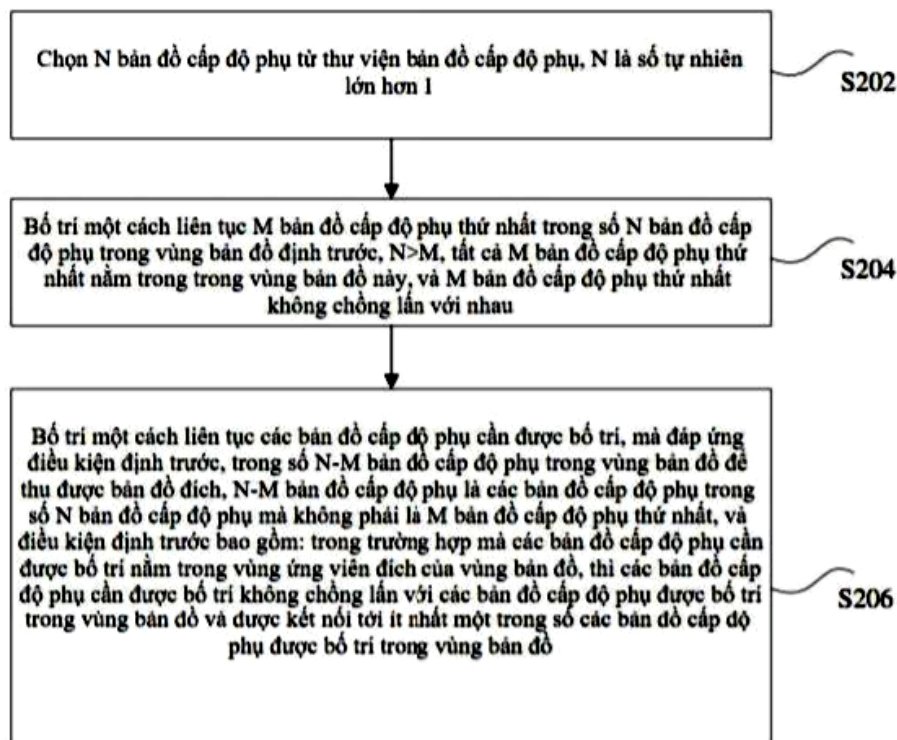 Chọn N bản đồ cấp độ phụ từ thư viện bản đồ cấp độ phụ, N là số tự nhiên
lớn hơn 1
S202
Bố trí một cách liên tục M bản đồ cấp độ phụ thứ nhất trong số N bản đồ cấp
độ phụ trong vùng bản đồ định trước, N>M, tất cả M bản đồ cấp độ phụ thứ
nhất nằm trong trong vùng bản đồ này, và M bản đồ cấp độ phụ thứ nhất
không chồng lấn với nhau
S204
Bố trí một cách liên tục các bản đồ cấp độ phụ cần được bố trí, mà đáp ứng
điều kiện định trước, trong số N-M bản đồ cấp độ phụ trong vùng bản đồ để
thu được bản đồ đích, N-M bản đồ cấp độ phụ là các bản đồ cấp độ phụ trong
số N bản đồ cấp độ phụ mà không phải là M bản đồ cấp độ phụ thứ nhất, và
điều kiện định trước bao gồm: trong trường hợp mà các bản đồ cấp độ phụ cần
được bố trí nằm trong vùng ứng viên đích của vùng bản đồ, thì các bản đồ cấp
độ phụ cần được bố trí không chồng lấn với các bản đồ cấp độ phụ được bố trí
trong vùng bản đồ và được kết nối tới ít nhất một trong số các bản đồ cấp độ
phụ được bố trí trong vùng bản đồ
S206